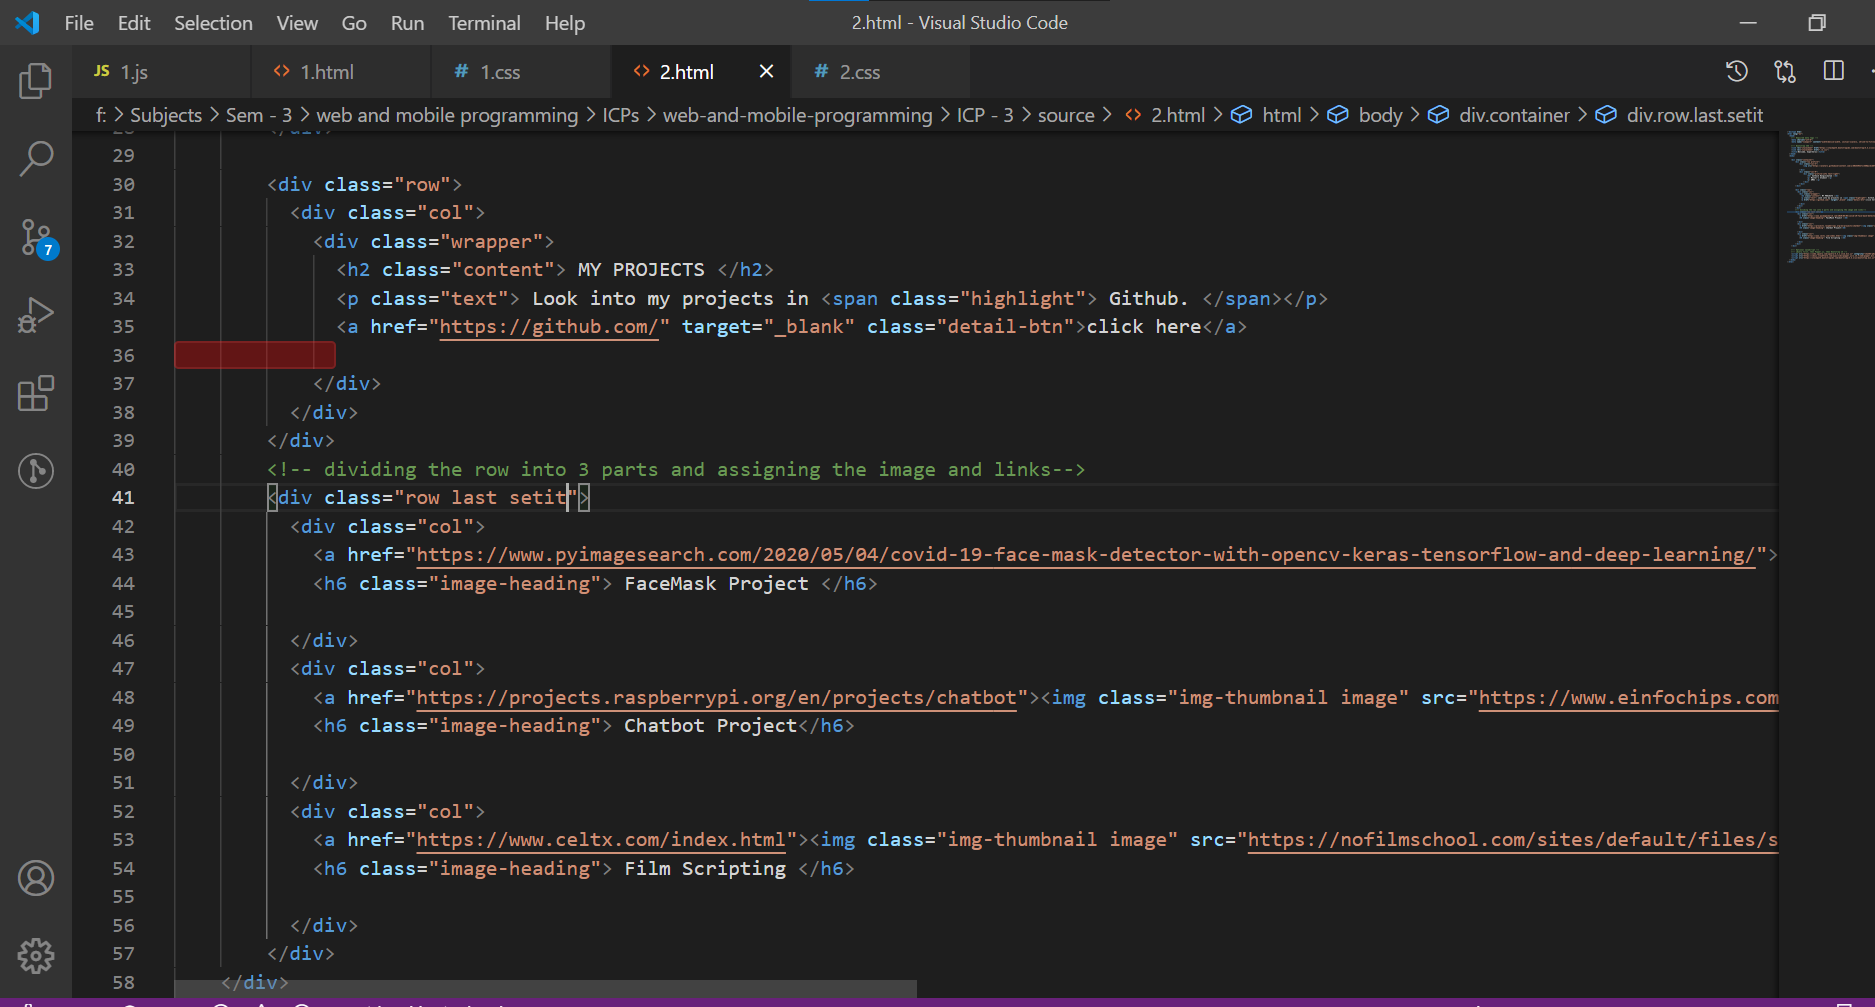 File Edit Selection View Go Run Terminal Help 2.html - Visual Studio Code
JS 1.js <> 1.html # 1.css <> 2.html # 2.css
f: > Subjects > Sem - 3 > web and mobile programming > ICPs > web-and-mobile-programming > ICP - 3 > source > <> 2.html > html > body > div.container > div.row.last.setit
28 </div>
29
30 <div class="row">
31 <div class="col">
32 <div class="wrapper">
33 <h2 class="content"> MY PROJECTS </h2>
34 <p class="text"> Look into my projects in <span class="highlight"> Github. </span></p>
35 <a href="https://github.com/" target="_blank" class="detail-btn">click here</a>
36
37 </div>
38 </div>
39 </div>
40 <!-- dividing the row into 3 parts and assigning the image and links-->
41 <div class="row last setit">
42 <div class="col">
43 <a href="https://www.pyimagesearch.com/2020/05/04/covid-19-face-mask-detector-with-opencv-keras-tensorflow-and-deep-learning/">
44 <h6 class="image-heading"> FaceMask Project </h6>
45
46 </div>
47 <div class="col">
48 <a href="https://projects.raspberrypi.org/en/projects/chatbot"><img class="img-thumbnail image" src="https://www.einfochips.com
49 <h6 class="image-heading"> Chatbot Project</h6>
50
51 </div>
52 <div class="col">
53 <a href="https://www.celtx.com/index.html"><img class="img-thumbnail image" src="https://nofilmschool.com/sites/default/files/s
54 <h6 class="image-heading"> Film Scripting </h6>
55
56 </div>
57 </div>
58 </div>
7